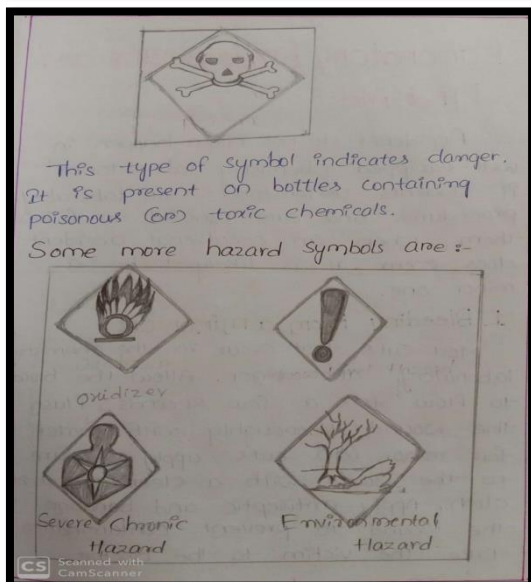 This type of symbol indicates danger.
It is present on bottles containing
poisonous (OR) toxic chemicals.
Some more hazard symbols are :-
Oxidizer
Severe Chronic
Hazard
Environmental
Hazard
CS Scanned with
CamScanner